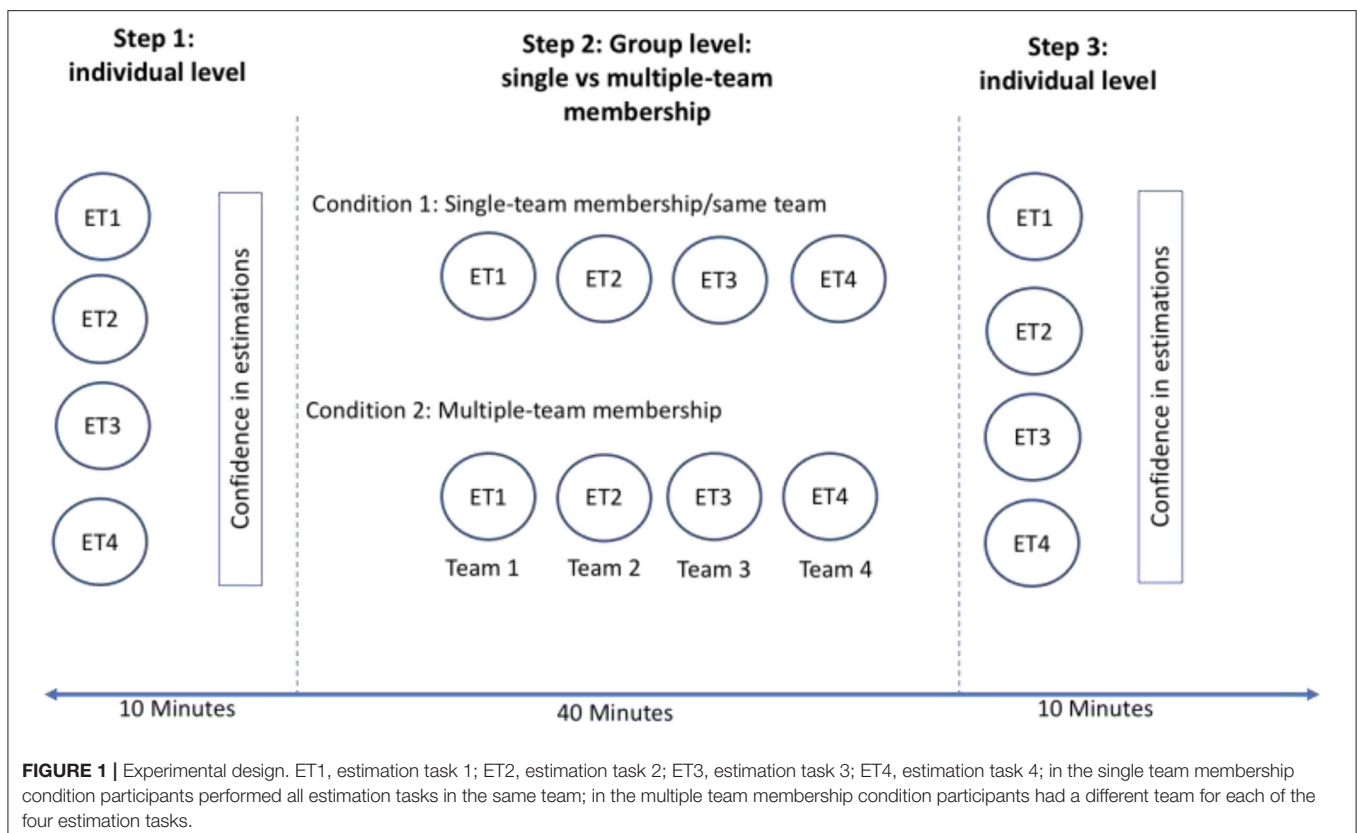 Step 1:
individual level
Step 2: Group level:
single vs multiple-team
membership
Step 3:
individual level
ET1
ET2
ET3
ET4
Confidence in estimations
Condition 1: Single-team membership/same team
ET1 ET2 ET3 ET4
Condition 2: Multiple-team membership
ET1 ET2 ET3 ET4
Team 1 Team 2 Team 3 Team 4
ET1
ET2
ET3
ET4
Confidence in estimations
10 Minutes 40 Minutes 10 Minutes
FIGURE 1 | Experimental design. ET1, estimation task 1; ET2, estimation task 2; ET3, estimation task 3; ET4, estimation task 4; in the single team membership
condition participants performed all estimation tasks in the same team; in the multiple team membership condition participants had a different team for each of the
four estimation tasks.